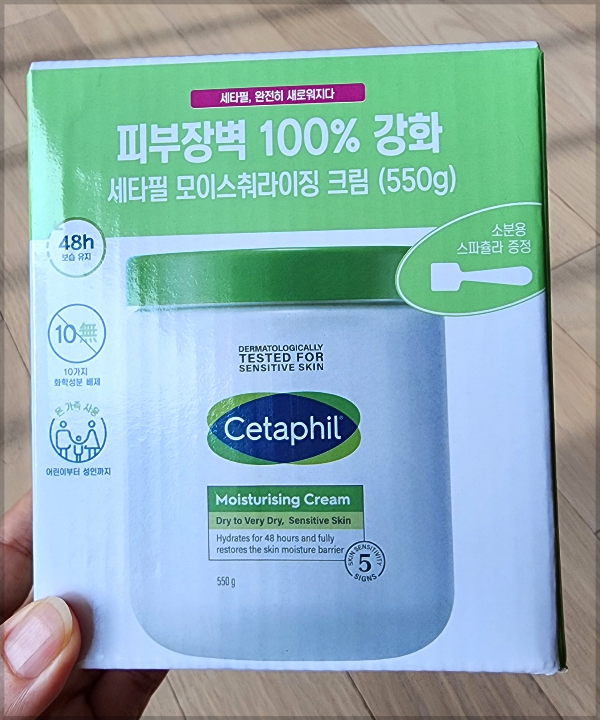 세타필, 완전히 새로워지다
피부장벽 100% 강화
세타필 모이스춰라이징 크림 (550g)
소분용
스파츌라 증정
48h
보습 유지
10無
10가지
화학성분 배제
온 가족 사용
어린이부터 성인까지
DERMATOLOGICALLY
TESTED FOR
SENSITIVE SKIN
Cetaphil®
Moisturising Cream
Dry to Very Dry, Sensitive Skin
Hydrates for 48 hours and fully
restores the skin moisture barrier
SKIN SENSITIVITY
5
SIGNS
550 g